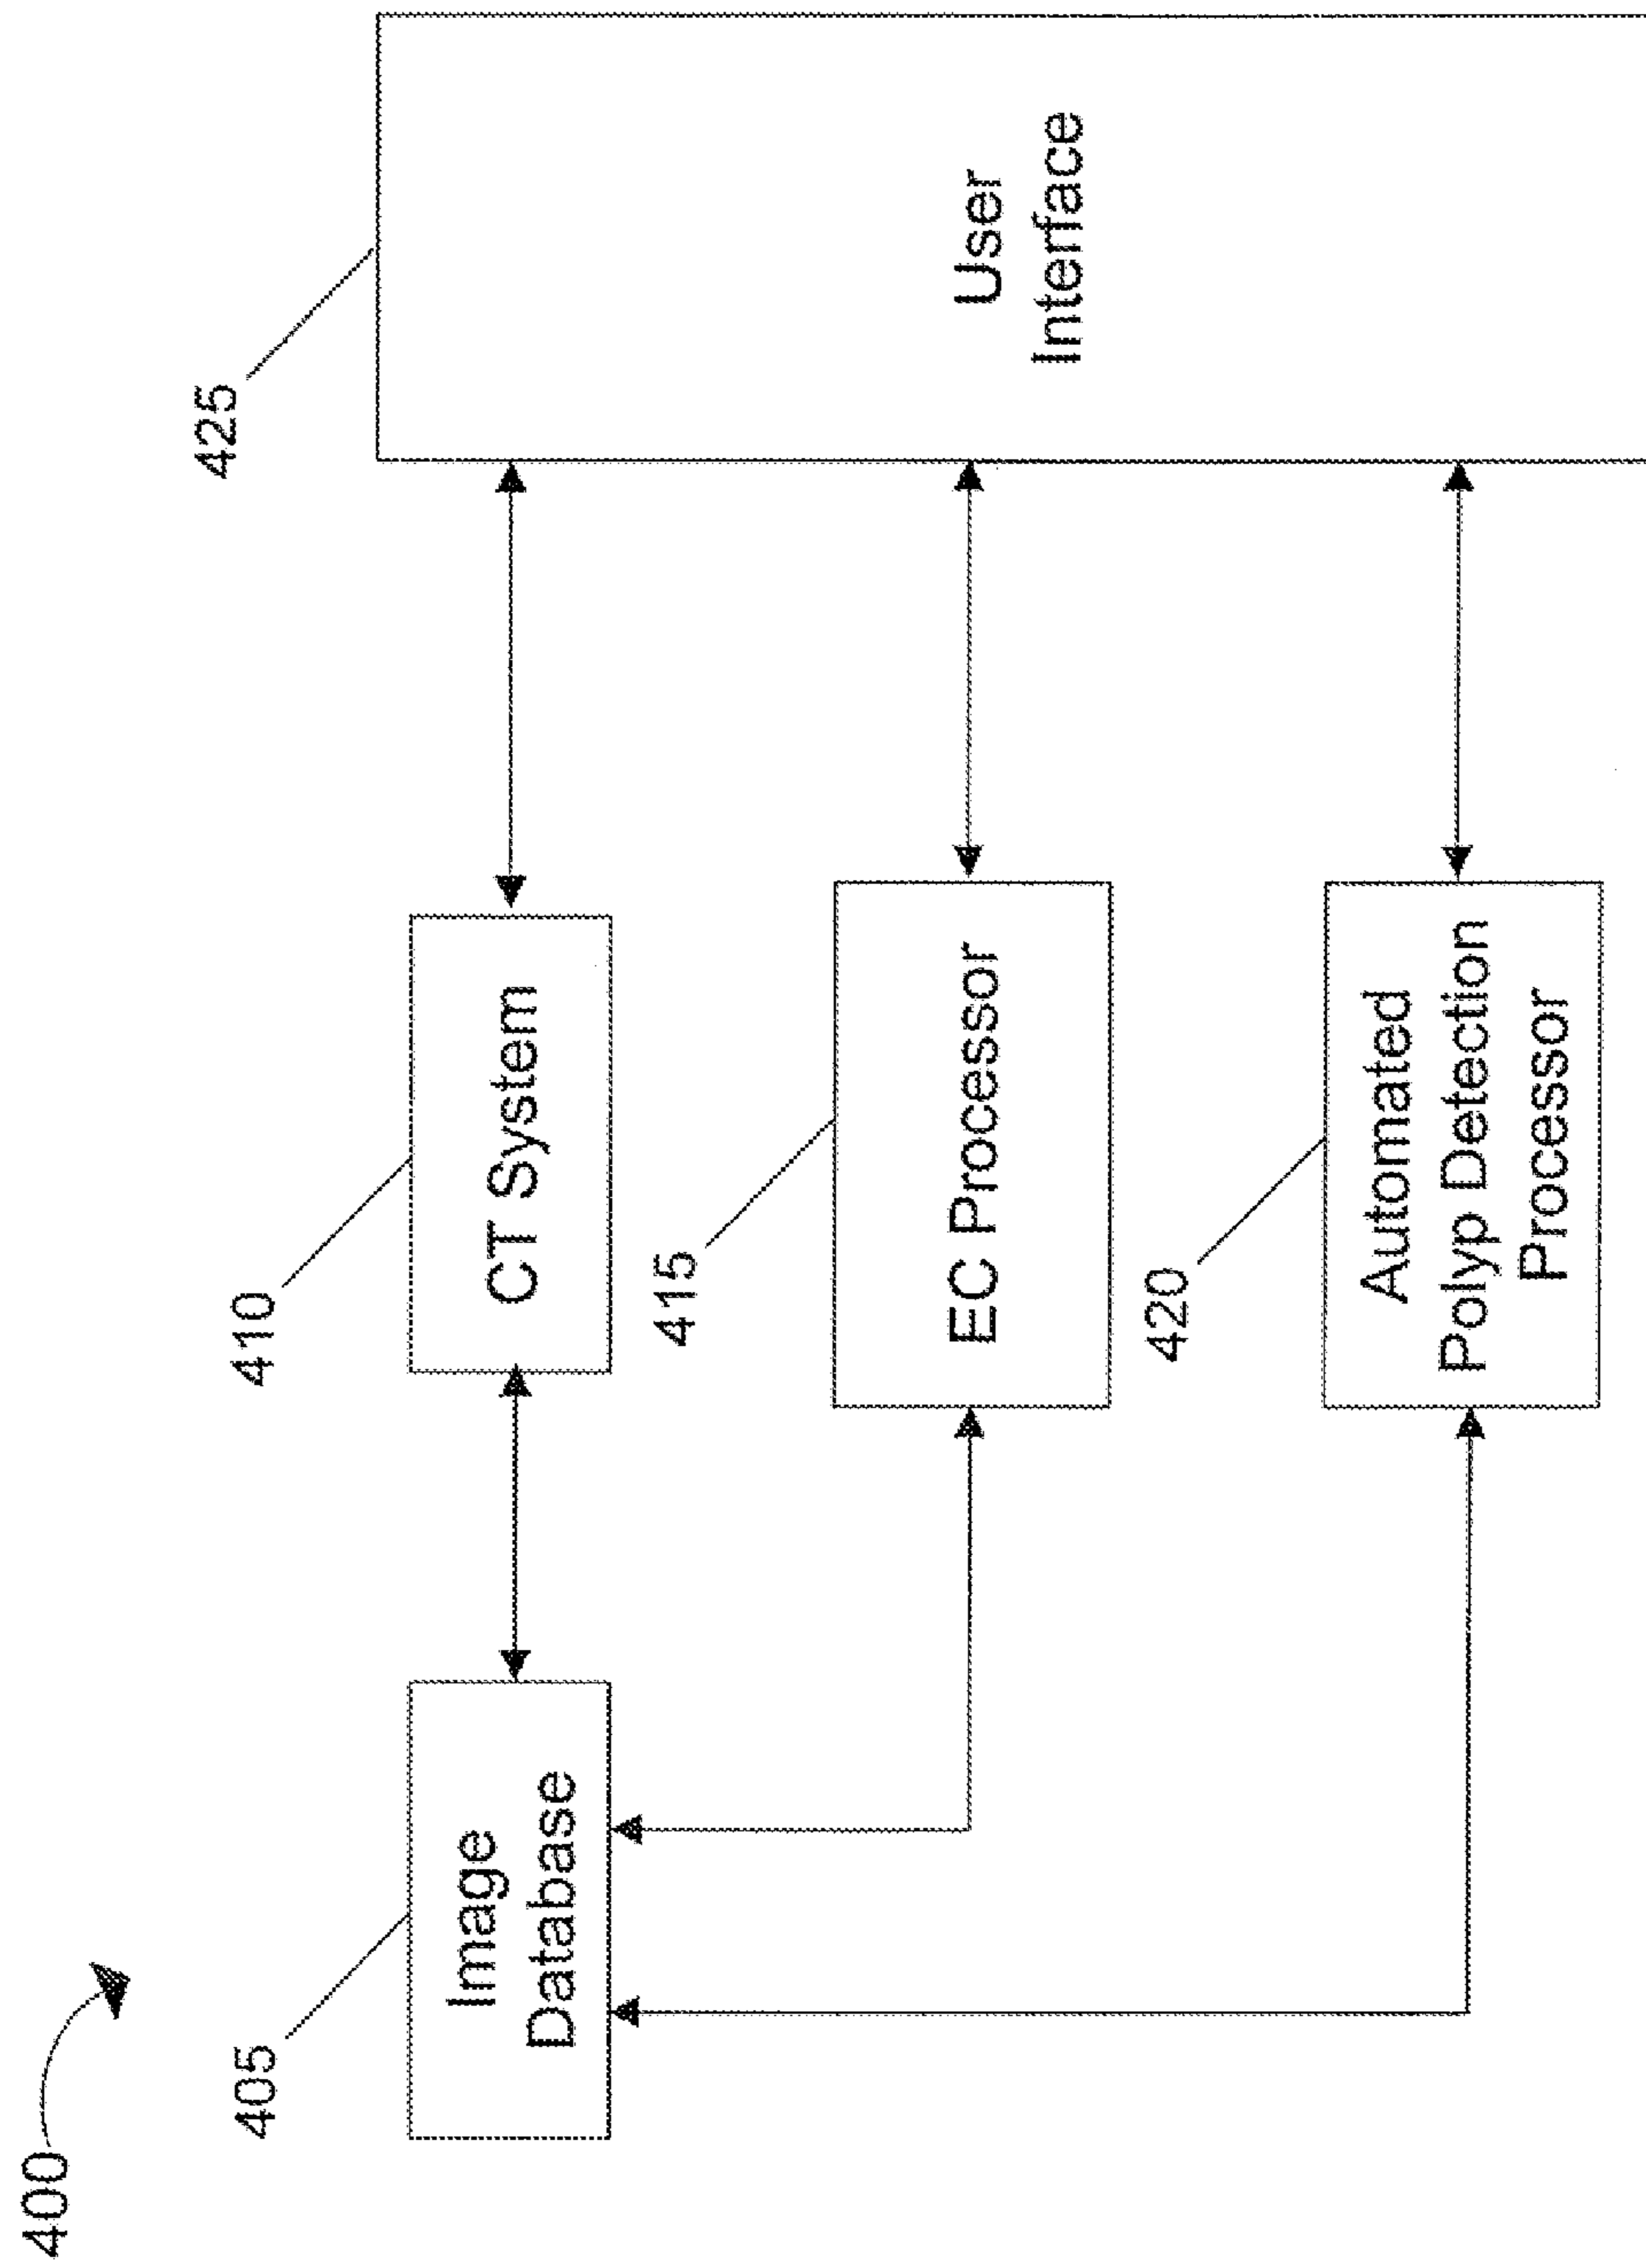 400
405
Image
Database
410
CT System
415
EC Processor
420
Automated
Polyp Detection
Processor
425
User
Interface